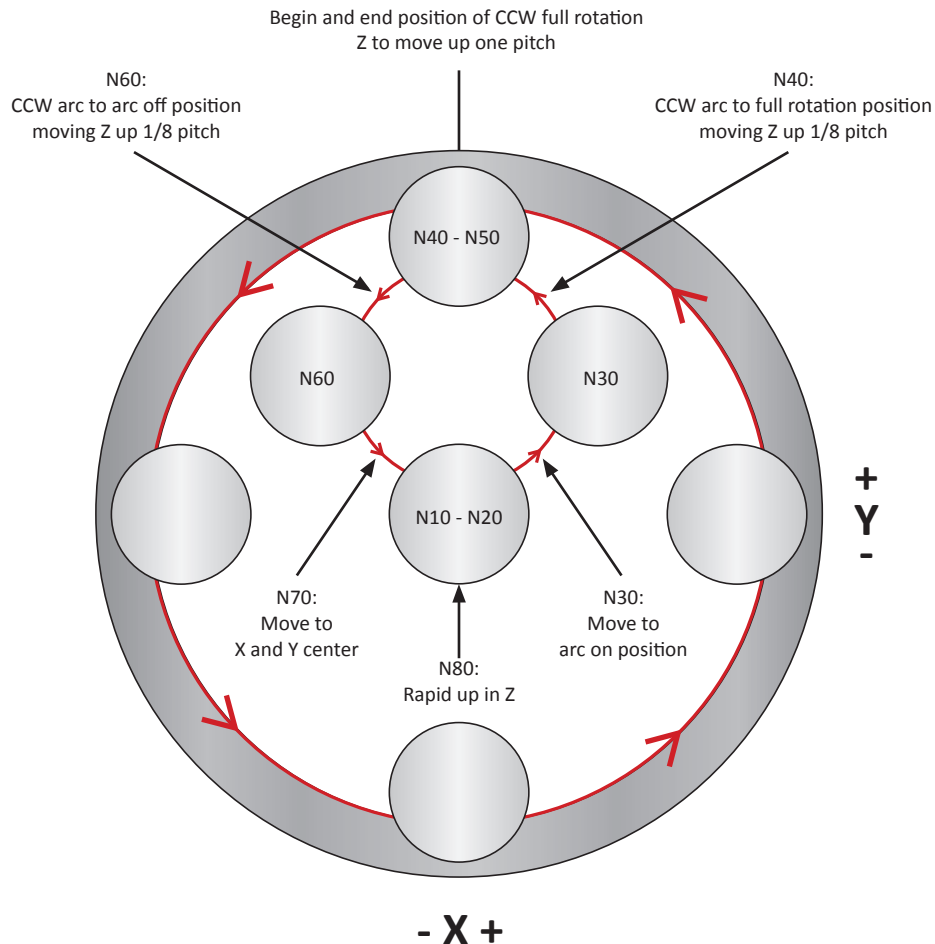 Begin and end position of CCW full rotation
Z to move up one pitch
N60:
CCW arc to arc off position
moving Z up 1/8 pitch
N40:
CCW arc to full rotation position
moving Z up 1/8 pitch
N40 - N50
N60
N30
N10 - N20
+
Y
-
N70:
Move to
X and Y center
N30:
Move to
arc on position
N80:
Rapid up in Z
- X +